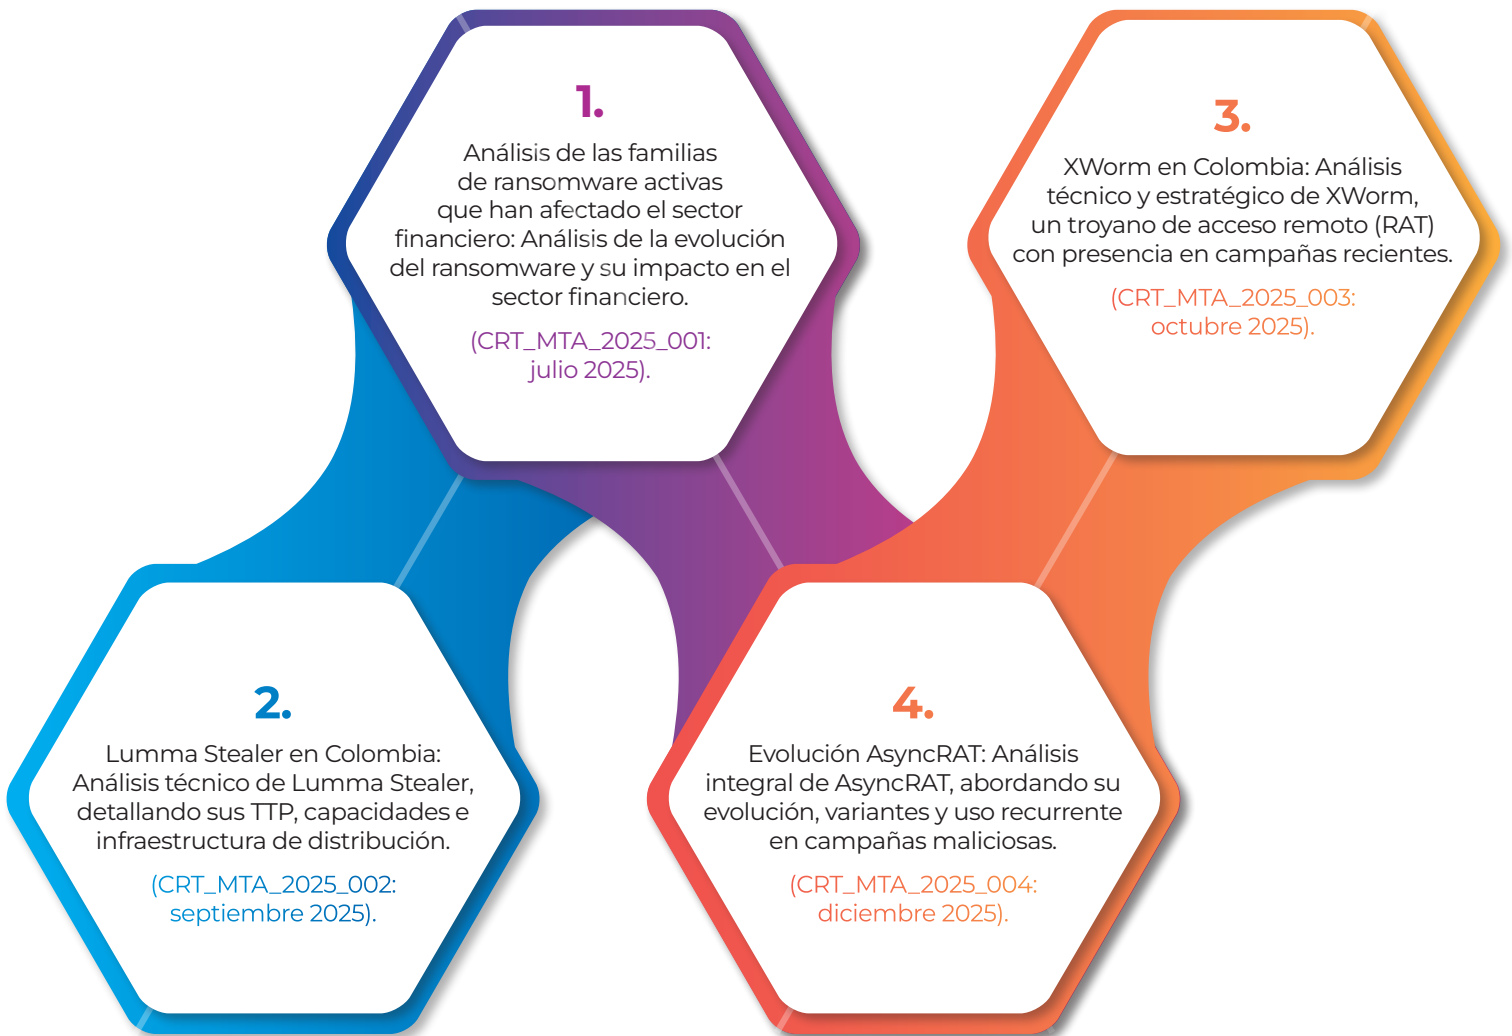 1.
Análisis de las familias
de ransomware activas
que han afectado el sector
financiero: Análisis de la evolución
del ransomware y su impacto en el
sector financiero.
(CRT_MTA_2025_001:
julio 2025).
2.
Lumma Stealer en Colombia:
Análisis técnico de Lumma Stealer,
detallando sus TTP, capacidades e
infraestructura de distribución.
(CRT_MTA_2025_002:
septiembre 2025).
3.
XWorm en Colombia: Análisis
técnico y estratégico de XWorm,
un troyano de acceso remoto (RAT)
con presencia en campañas recientes.
(CRT_MTA_2025_003:
octubre 2025).
4.
Evolución AsyncRAT: Análisis
integral de AsyncRAT, abordando su
evolución, variantes y uso recurrente
en campañas maliciosas.
(CRT_MTA_2025_004:
diciembre 2025).